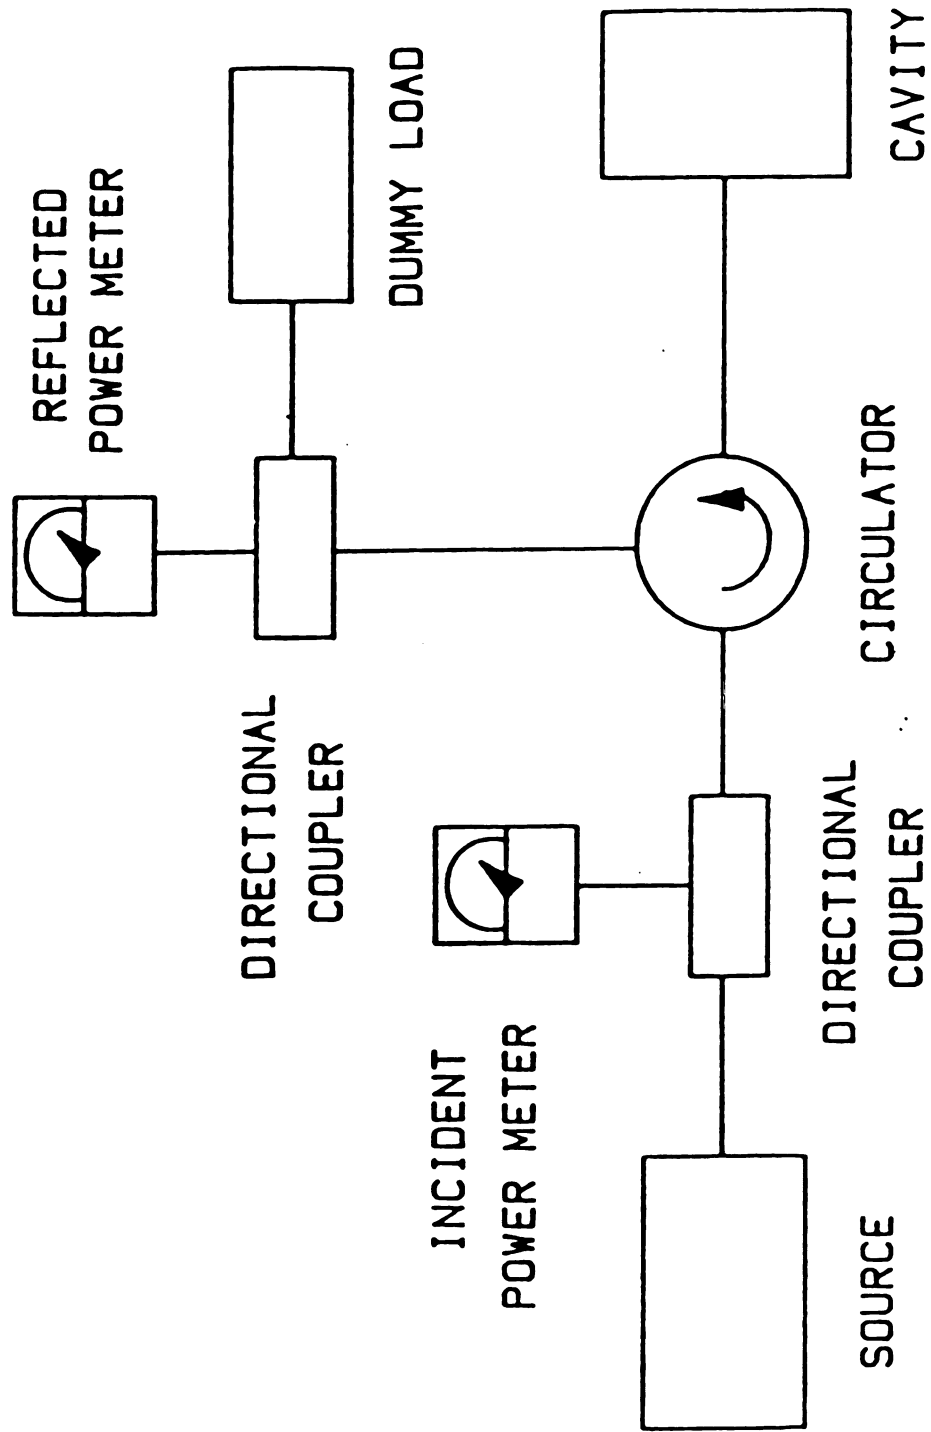 REFLECTED
POWER METER
DUMMY LOAD
DIRECTIONAL
COUPLER
INCIDENT
POWER METER
CAVITY
CIRCULATOR
DIRECTIONAL
COUPLER
SOURCE